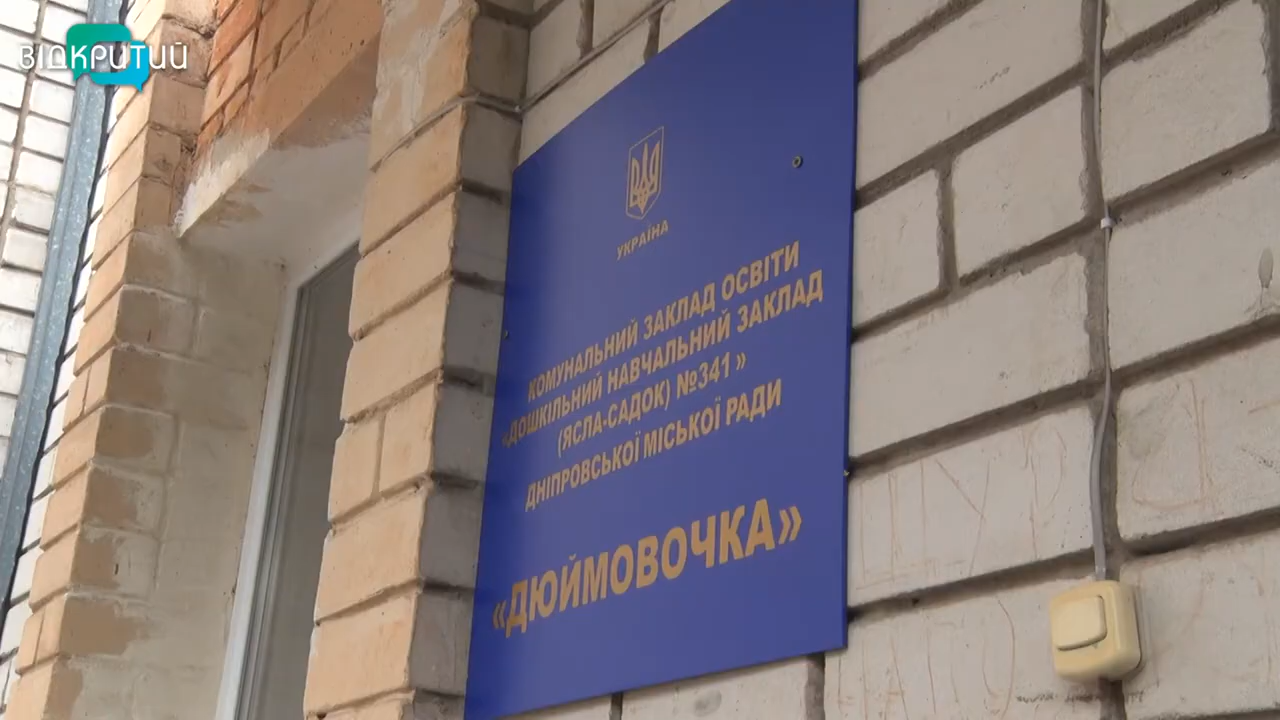 ВІДКРИТИЙ
УКРАЇНА
КОМУНАЛЬНИЙ ЗАКЛАД ОСВІТИ
«ДОШКІЛЬНИЙ НАВЧАЛЬНИЙ ЗАКЛАД
(ЯСЛА-САДОК) №341»
ДНІПРОВСЬКОЇ МІСЬКОЇ РАДИ
«ДЮЙМОВОЧКА»